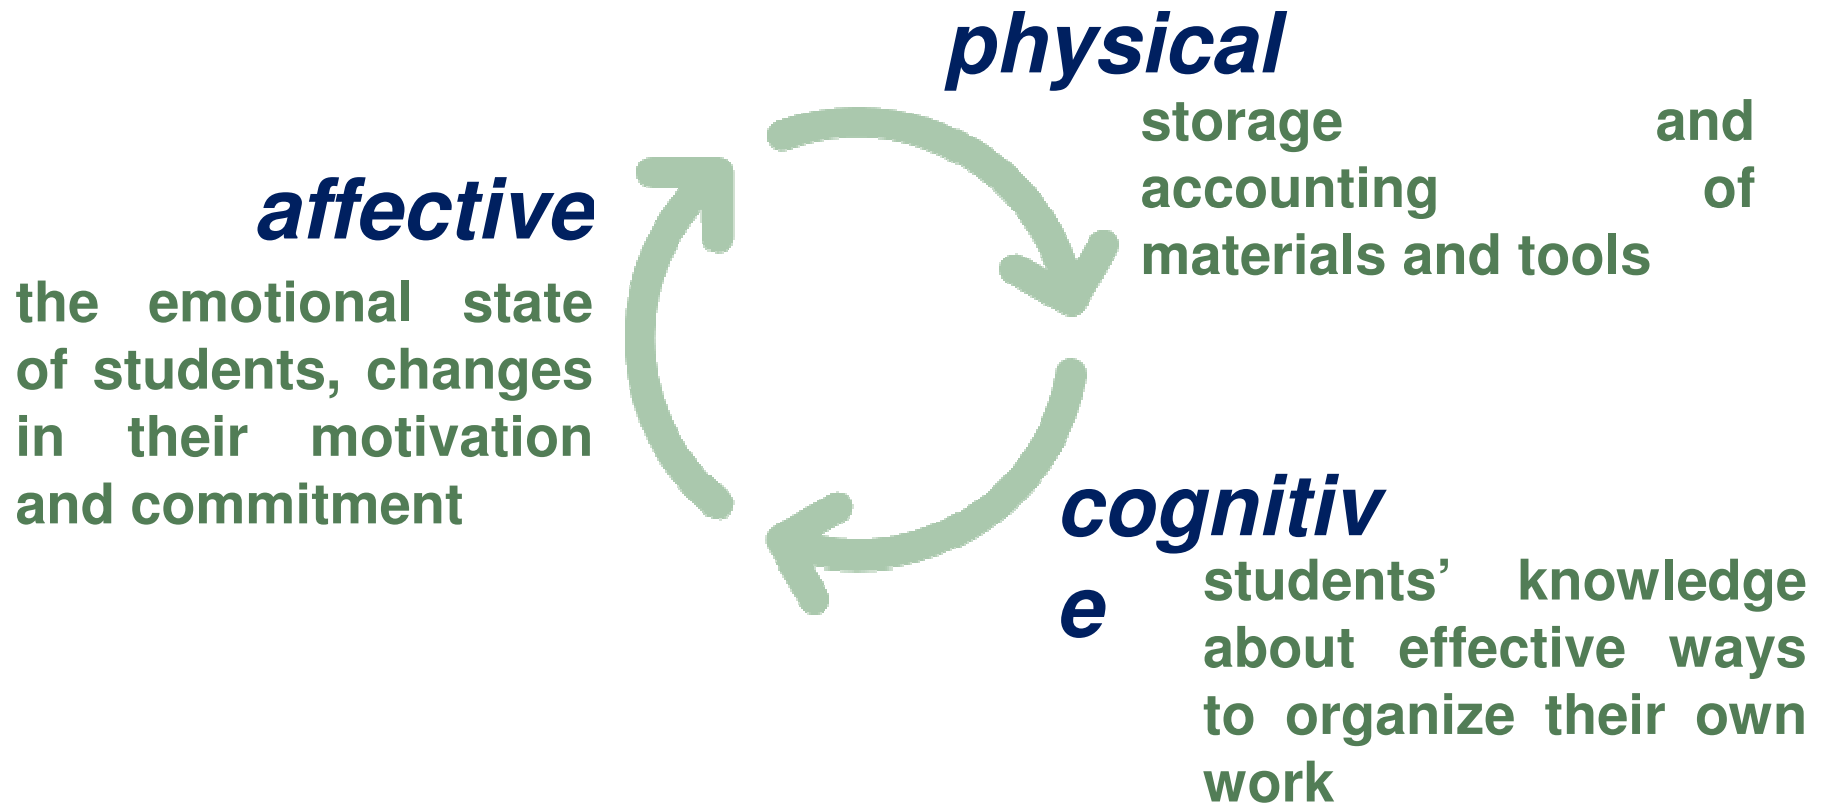 physical
storage and
accounting of
materials and tools
affective
the emotional state
of students, changes
in their motivation
and commitment
cognitiv
e
students’ knowledge
about effective ways
to organize their own
work